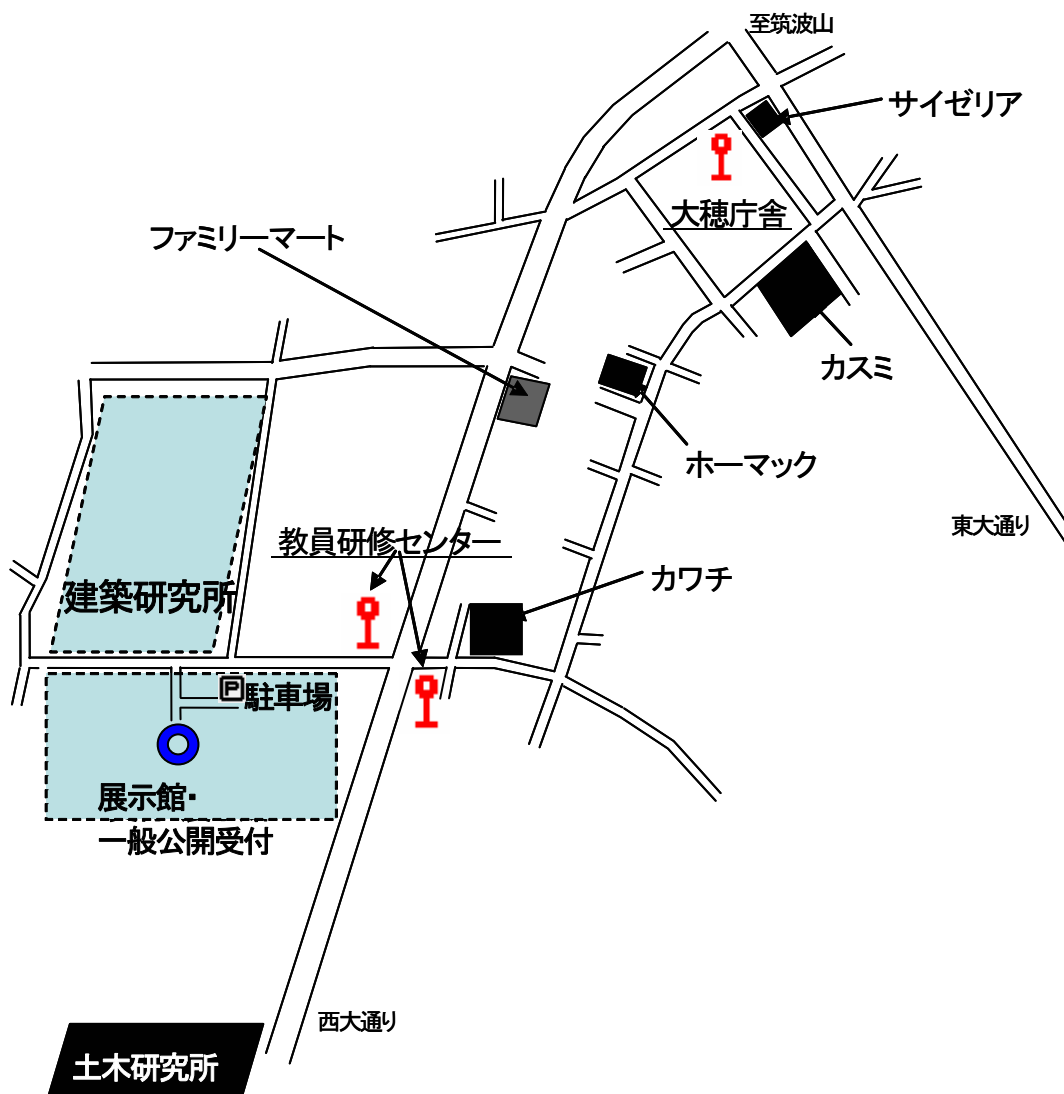 至筑波山
サイゼリア
大穂庁舎
ファミリーマート
カスミ
ホーマック
東大通り
教員研修センター
カワチ
建築研究所
P
駐車場
展示館・
一般公開受付
西大通り
土木研究所